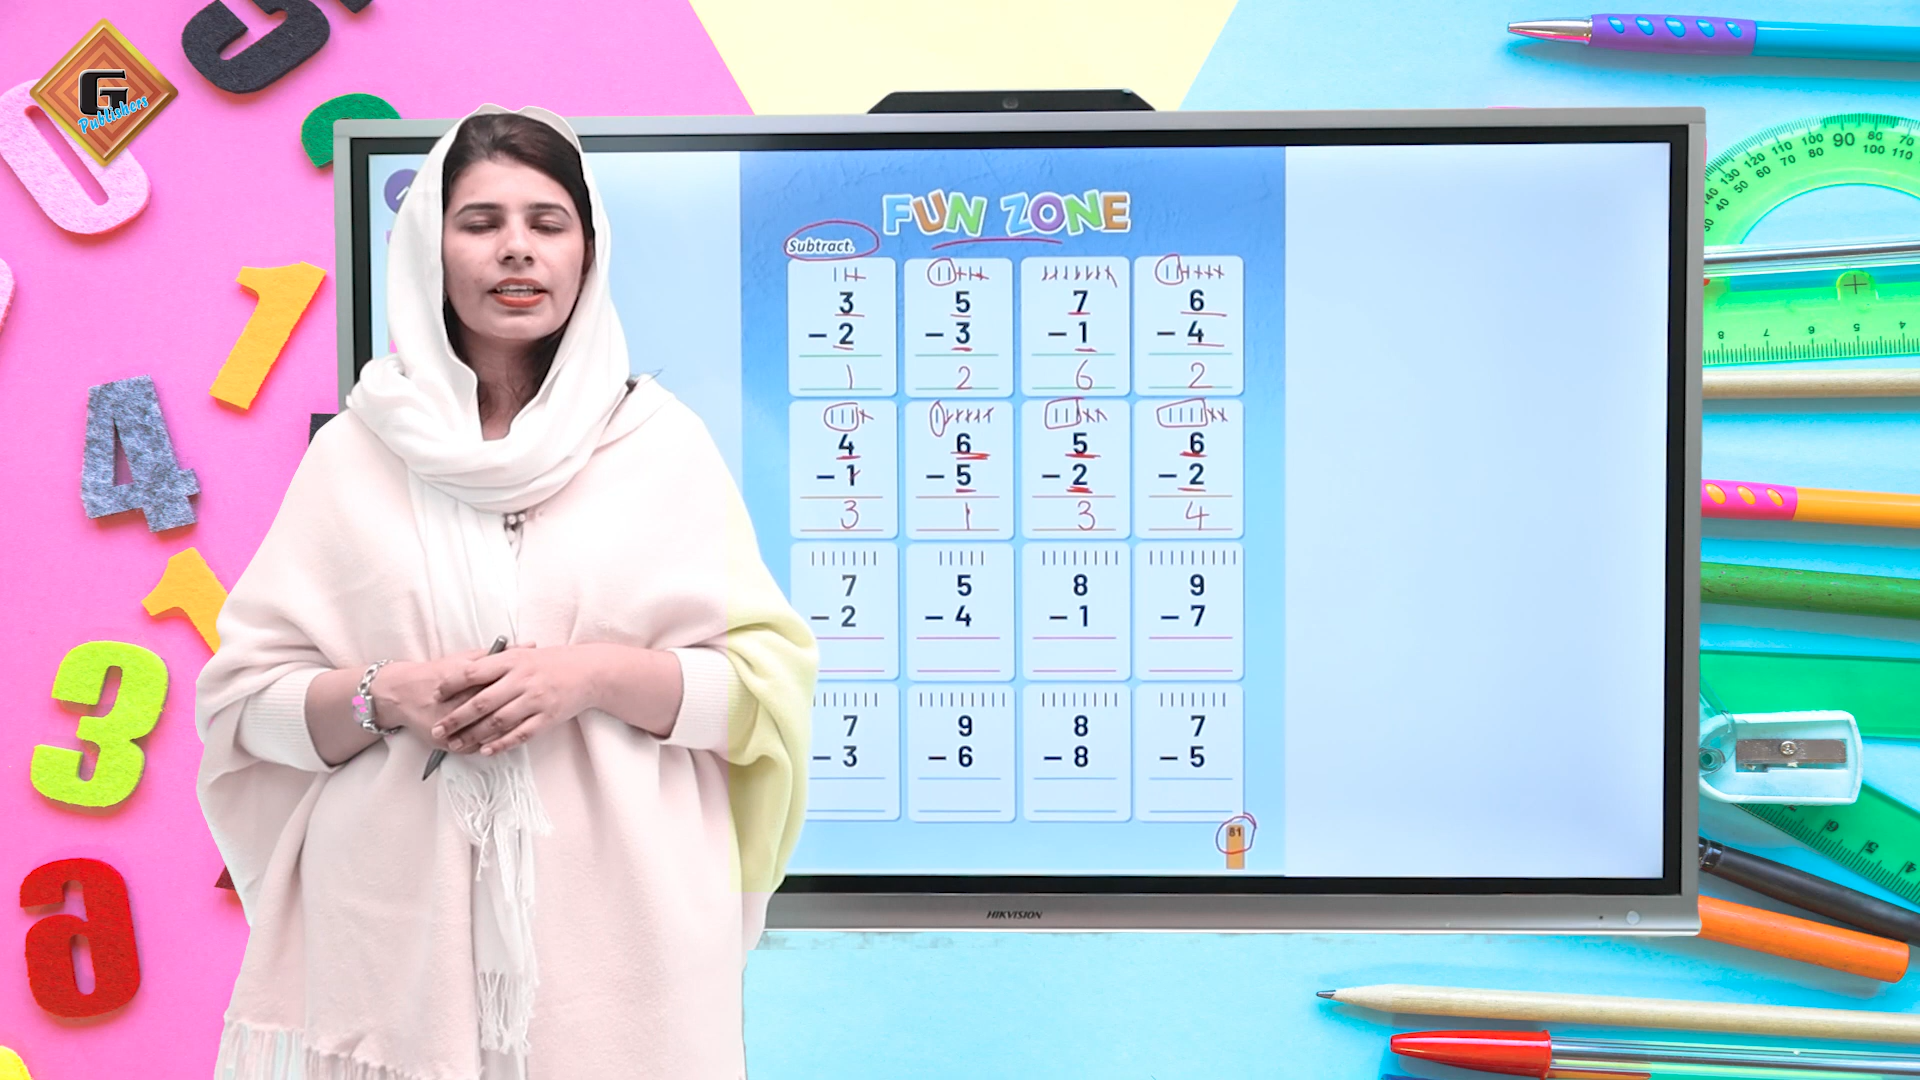 G
Publishers
FUN ZONE
Subtract.
3 5 7 6
- 2 - 3 - 1 - 4
1 2 6 2
4 6 5 6
- 1 - 5 - 2 - 2
3 1 3 4
7 5 8 9
- 2 - 4 - 1 - 7
7 9 8 7
- 3 - 6 - 8 - 5
81
HIKVISION